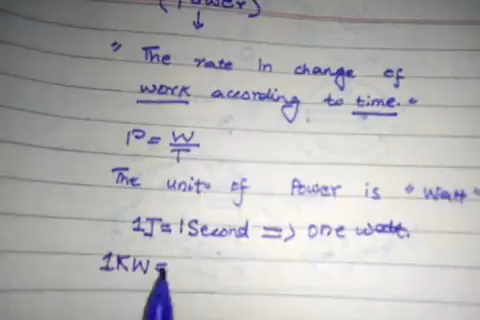 (Power)
" The rate in change of
work according to time. "
P = W/T
The unit of Power is "Watt"
1J = 1Second => one watt.
1KW =